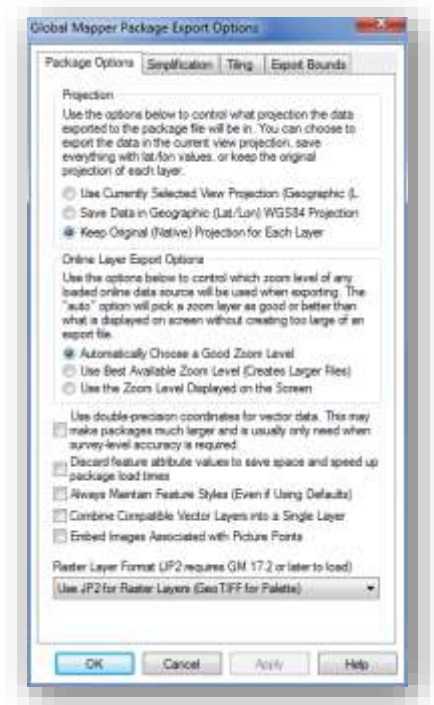 Global Mapper Package Export Options
Package Options Simplification Tiling Export Bounds
Projection
Use the options below to control what projection the data
exported to the package file will be in. You can choose to
export the data in the current view projection, save
everything with lat/lon values, or keep the original
projection of each layer.
Use Currently Selected View Projection (Geographic (L
Save Data in Geographic (Lat/Lon) WGS84 Projection
Keep Original (Native) Projection for Each Layer
Online Layer Export Options
Use the options below to control which zoom level of any
loaded online data source will be used when exporting. The
"auto" option will pick a zoom layer as good or better than
what is displayed on screen without creating too large of an
export file.
Automatically Choose a Good Zoom Level
Use Best Available Zoom Level (Creates Larger Files)
Use the Zoom Level Displayed on the Screen
Use double-precision coordinates for vector data. This may
make packages much larger and is usually only need when
survey-level accuracy is required
Discard feature attribute values to save space and speed up
package load times
Always Maintain Feature Styles (Even if Using Defaults)
Combine Compatible Vector Layers into a Single Layer
Embed Images Associated with Picture Points
Raster Layer Format (JP2 requires GM 17.2 or later to load)
Use JP2 for Raster Layers (GeoTIFF for Palette)
OK Cancel Apply Help